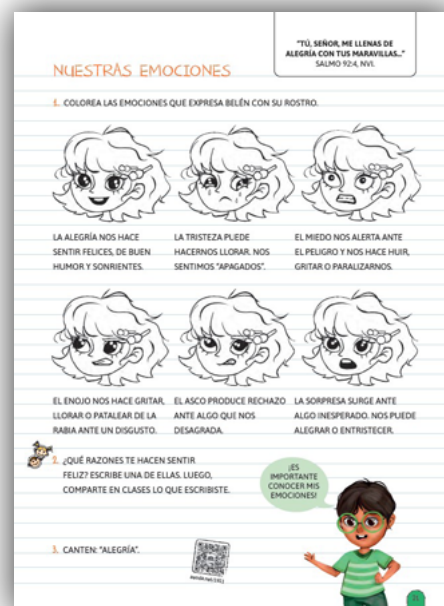 "TÚ, SEÑOR, ME LLENAS DE
ALEGRÍA CON TUS MARAVILLAS..."
SALMO 92:4, NVI.
NUESTRAS EMOCIONES
1. COLOREA LAS EMOCIONES QUE EXPRESA BELÉN CON SU ROSTRO.
LA ALEGRÍA NOS HACE
SENTIR FELICES, DE BUEN
HUMOR Y SONRIENTES.
LA TRISTEZA PUEDE
HACERNOS LLORAR. NOS
SENTIMOS "APAGADOS".
EL MIEDO NOS ALERTA ANTE
EL PELIGRO Y NOS HACE HUIR,
GRITAR O PARALIZARNOS.
EL ENOJO NOS HACE GRITAR,
LLORAR O PATALEAR DE LA
RABIA ANTE UN DISGUSTO.
EL ASCO PRODUCE RECHAZO
ANTE ALGO QUE NOS
DESAGRADA.
LA SORPRESA SURGE ANTE
ALGO INESPERADO. NOS PUEDE
ALEGRAR O ENTRISTECER.
2. ¿QUÉ RAZONES TE HACEN SENTIR
FELIZ? ESCRIBE UNA DE ELLAS. LUEGO,
COMPARTE EN CLASES LO QUE ESCRIBISTE.
¡ES
IMPORTANTE
CONOCER MIS
EMOCIONES!
3. CANTEN: "ALEGRÍA".